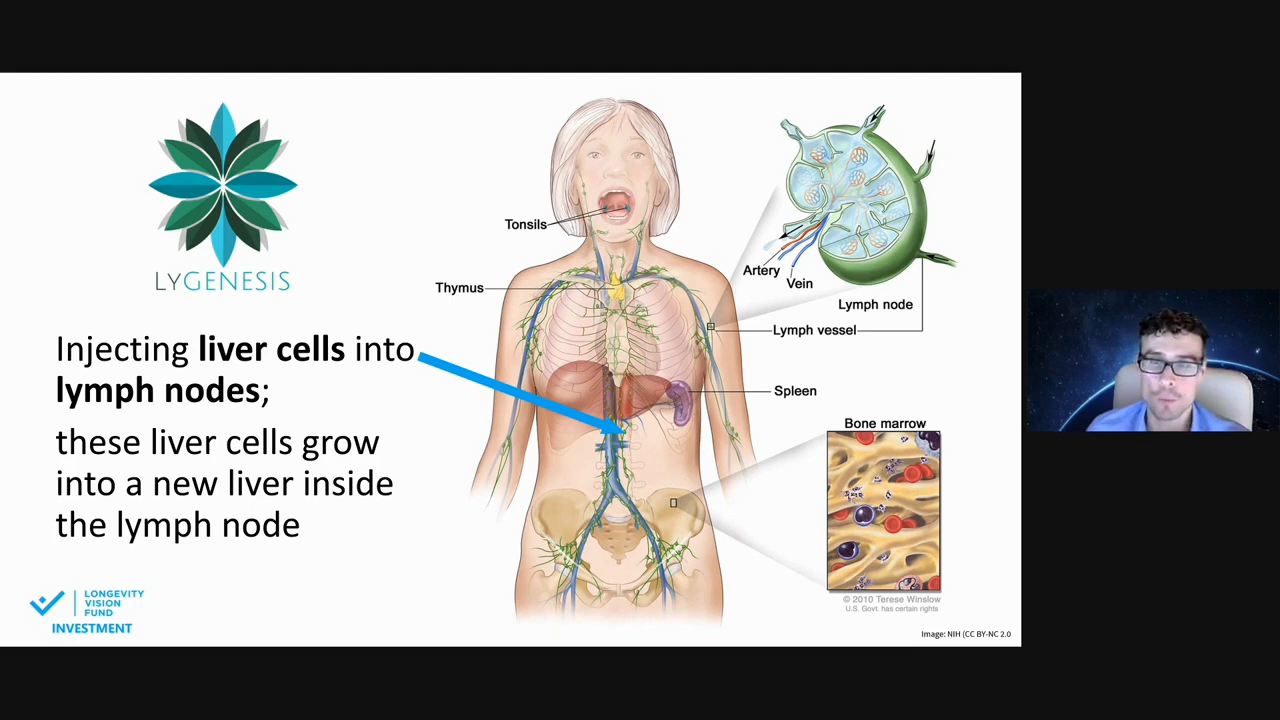 LYGENESIS
Injecting liver cells into
lymph nodes;
these liver cells grow
into a new liver inside
the lymph node
LONGEVITY
VISION
FUND
INVESTMENT
Tonsils
Thymus
Artery
Vein
Lymph node
Lymph vessel
Spleen
Bone marrow
© 2010 Terese Winslow
U.S. Govt. has certain rights
Image: NIH (CC BY-NC 2.0